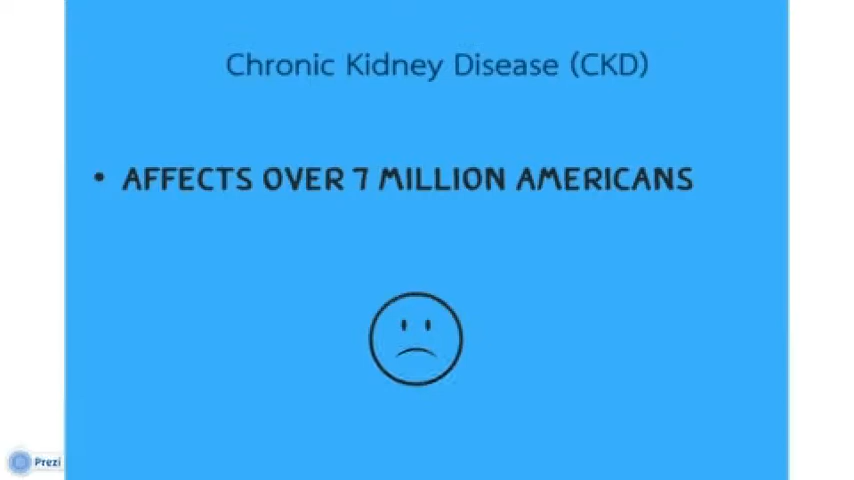 Chronic Kidney Disease (CKD)
• AFFECTS OVER 7 MILLION AMERICANS
Prezi